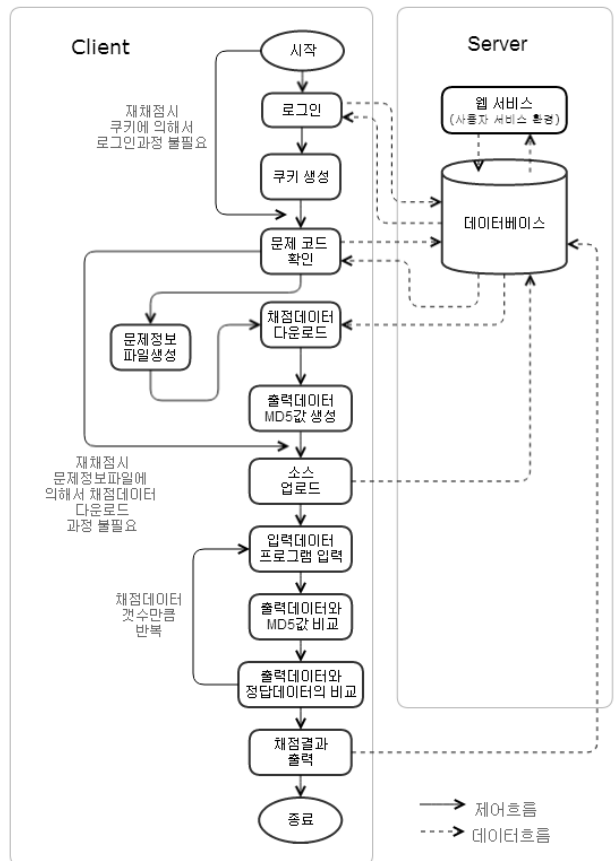 Client
시작
재채점시
쿠키에 의해서
로그인과정 불필요
로그인
쿠키 생성
문제 코드
확인
문제정보
파일생성
채점데이터
다운로드
출력데이터
MD5값 생성
재채점시
문제정보파일에
의해서 채점데이터
다운로드
과정 불필요
소스
업로드
입력데이터
프로그램 입력
채점데이터
갯수만큼
반복
출력데이터와
MD5값 비교
출력데이터와
정답데이터의 비교
채점결과
출력
종료
Server
웹 서비스
(사용자 서비스 환경)
데이터베이스
제어흐름
데이터흐름